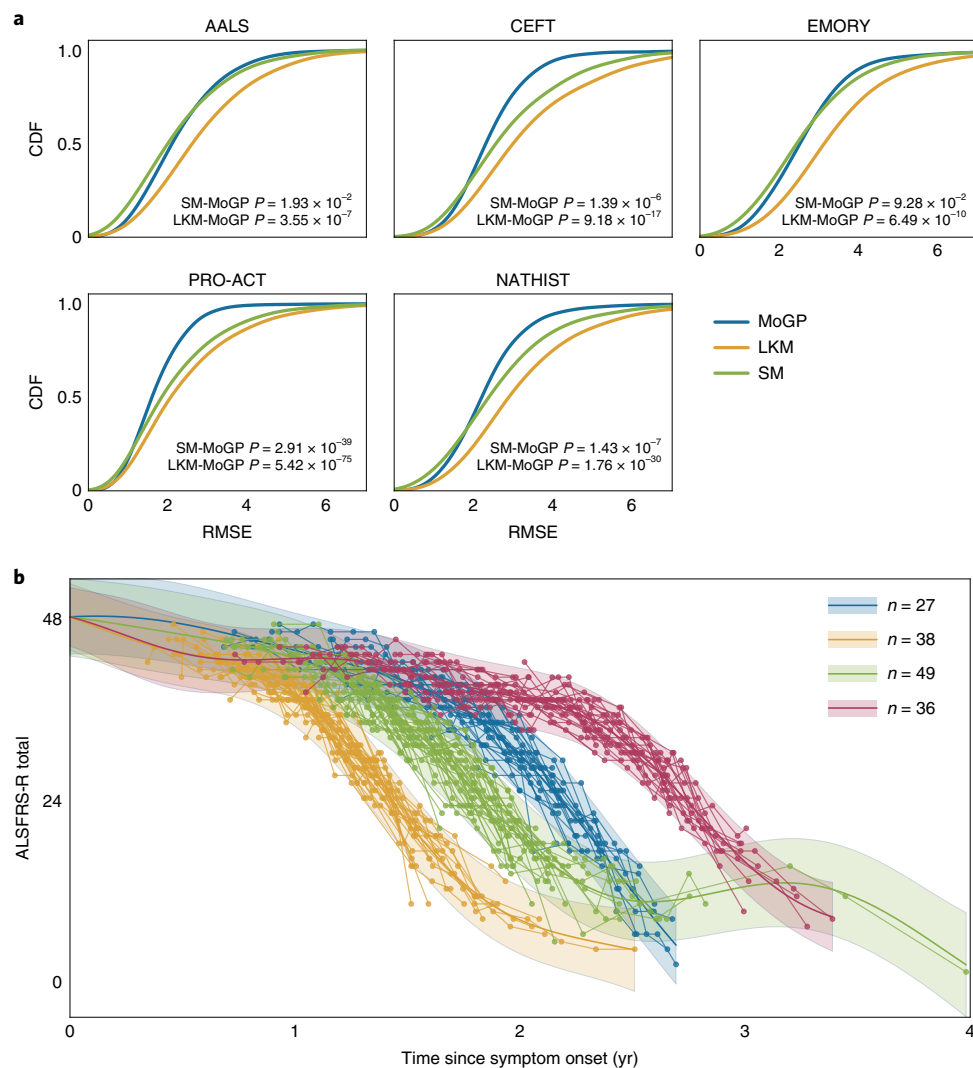 a
AALS
CEFT
EMORY
1.0
0.5
0
CDF
SM-MoGP P = 1.93 × 10⁻²
LKM-MoGP P = 3.55 × 10⁻⁷
SM-MoGP P = 1.39 × 10⁻⁶
LKM-MoGP P = 9.18 × 10⁻¹⁷
SM-MoGP P = 9.28 × 10⁻²
LKM-MoGP P = 6.49 × 10⁻¹⁰
0 2 4 6
PRO-ACT
NATHIST
1.0
0.5
0
CDF
SM-MoGP P = 2.91 × 10⁻³⁹
LKM-MoGP P = 5.42 × 10⁻⁷⁵
SM-MoGP P = 1.43 × 10⁻⁷
LKM-MoGP P = 1.76 × 10⁻³⁰
0 2 4 6
0 2 4 6
RMSE
RMSE
MoGP
LKM
SM
b
48
24
0
ALSFRS-R total
n = 27
n = 38
n = 49
n = 36
0 1 2 3 4
Time since symptom onset (yr)